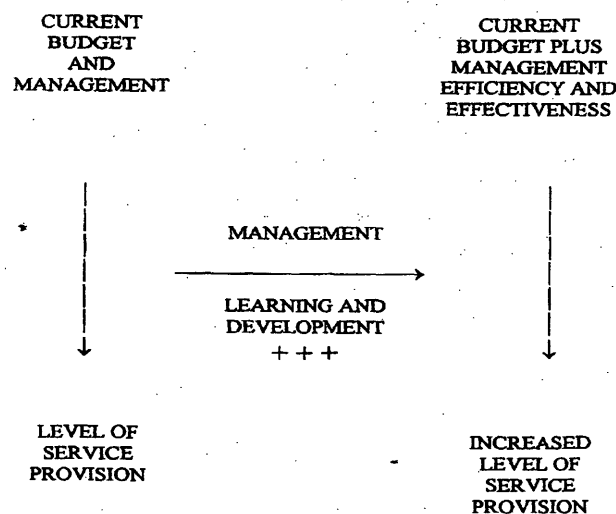 CURRENT
BUDGET
AND
MANAGEMENT
CURRENT
BUDGET PLUS
MANAGEMENT
EFFICIENCY AND
EFFECTIVENESS
MANAGEMENT
LEARNING AND
DEVELOPMENT
+ + +
LEVEL OF
SERVICE
PROVISION
INCREASED
LEVEL OF
SERVICE
PROVISION